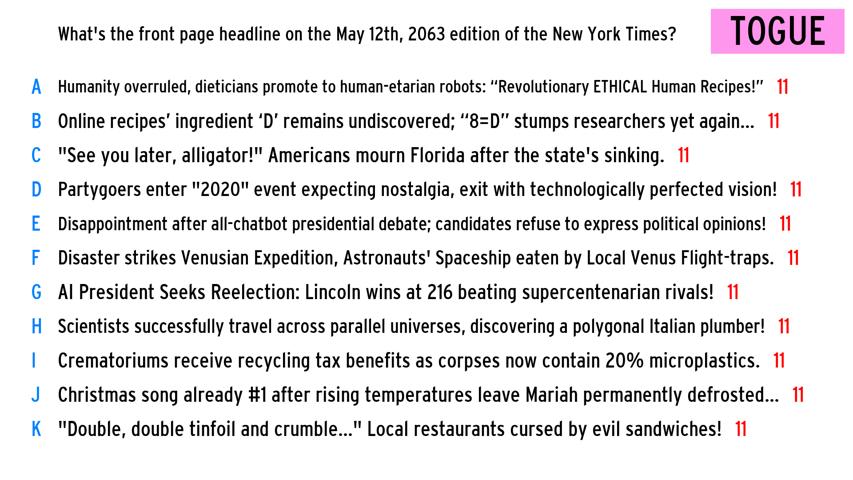 What's the front page headline on the May 12th, 2063 edition of the New York Times?
TOGUE
A Humanity overruled, dieticians promote to human-etarian robots: “Revolutionary ETHICAL Human Recipes!” 11
B Online recipes’ ingredient ‘D’ remains undiscovered; “8=D” stumps researchers yet again... 11
C "See you later, alligator!" Americans mourn Florida after the state's sinking. 11
D Partygoers enter "2020" event expecting nostalgia, exit with technologically perfected vision! 11
E Disappointment after all-chatbot presidential debate; candidates refuse to express political opinions! 11
F Disaster strikes Venusian Expedition, Astronauts' Spaceship eaten by Local Venus Flight-traps. 11
G AI President Seeks Reelection: Lincoln wins at 216 beating supercentenarian rivals! 11
H Scientists successfully travel across parallel universes, discovering a polygonal Italian plumber! 11
I Crematoriums receive recycling tax benefits as corpses now contain 20% microplastics. 11
J Christmas song already #1 after rising temperatures leave Mariah permanently defrosted... 11
K "Double, double tinfoil and crumble..." Local restaurants cursed by evil sandwiches! 11